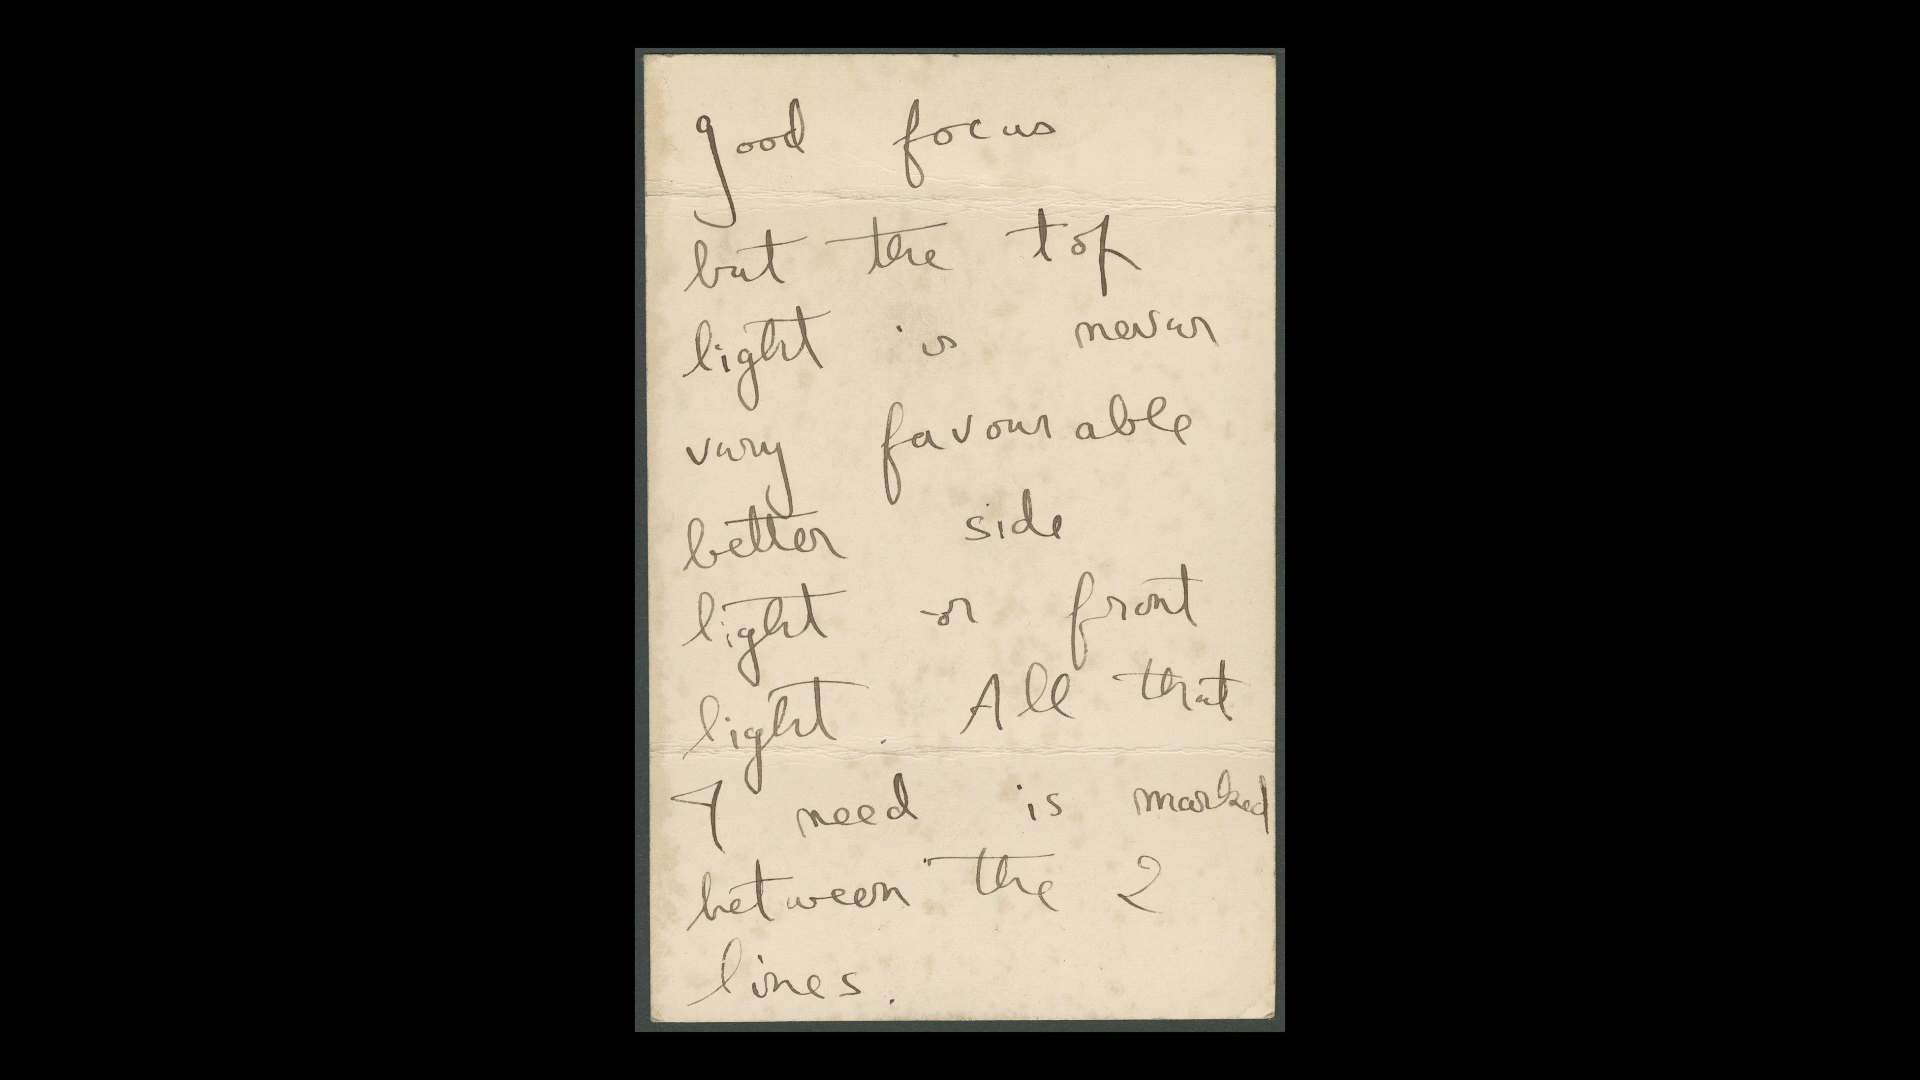 good focus
but the top
light is never
very favourable
better side
light or front
light. All that
I need is marked
between the 2
lines.